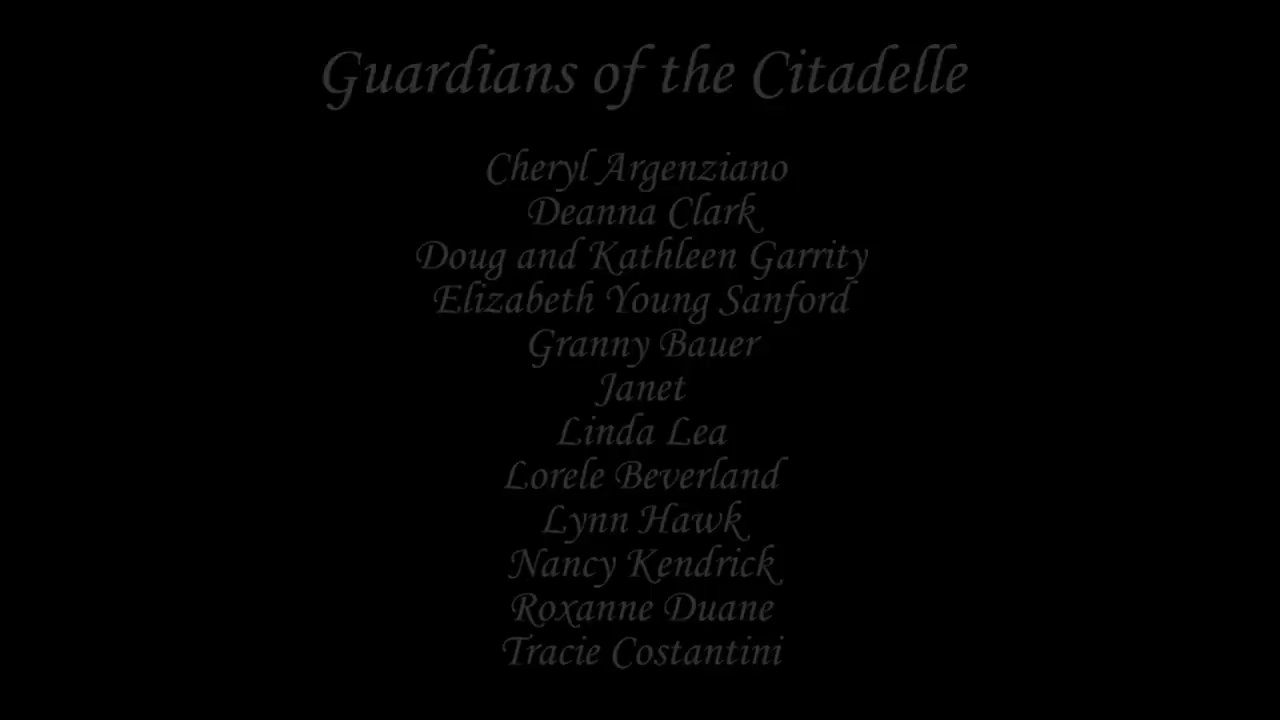 Guardians of the Citadelle
Cheryl Argenziano
Deanna Clark
Doug and Kathleen Garrity
Elizabeth Young Sanford
Granny Bauer
Janet
Linda Lea
Lorele Beverland
Lynn Hawk
Nancy Kendrick
Roxanne Duane
Tracie Costantini